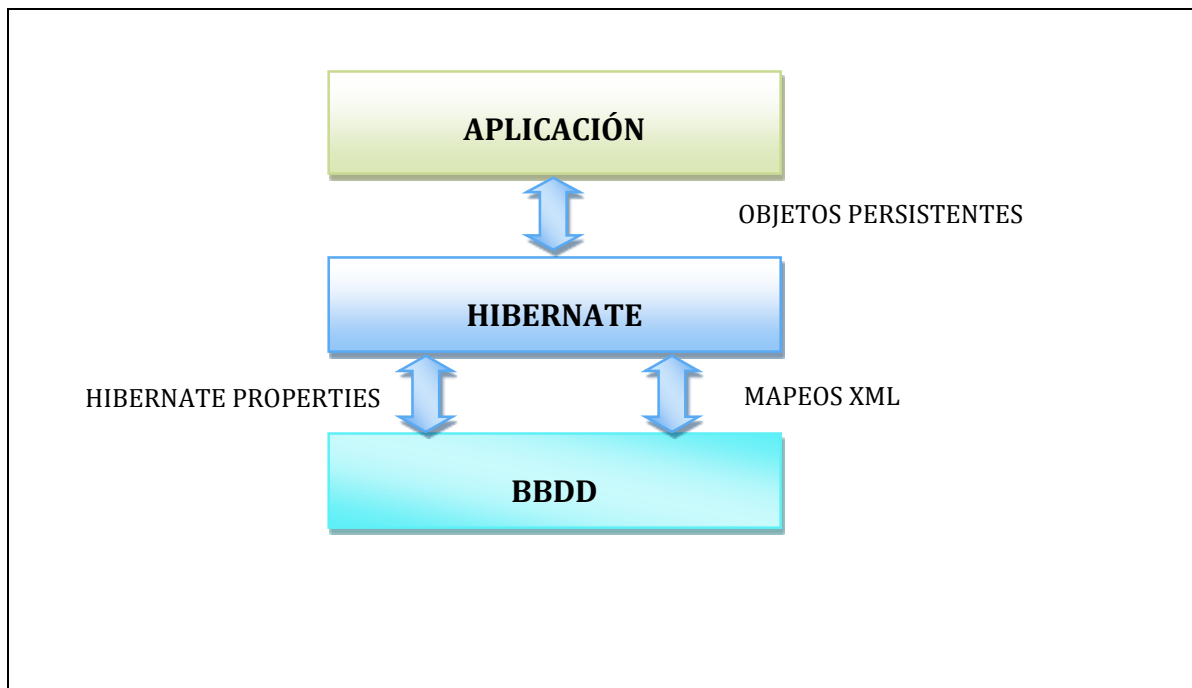 APLICACIÓN
OBJETOS PERSISTENTES
HIBERNATE
HIBERNATE PROPERTIES
MAPEOS XML
BBDD